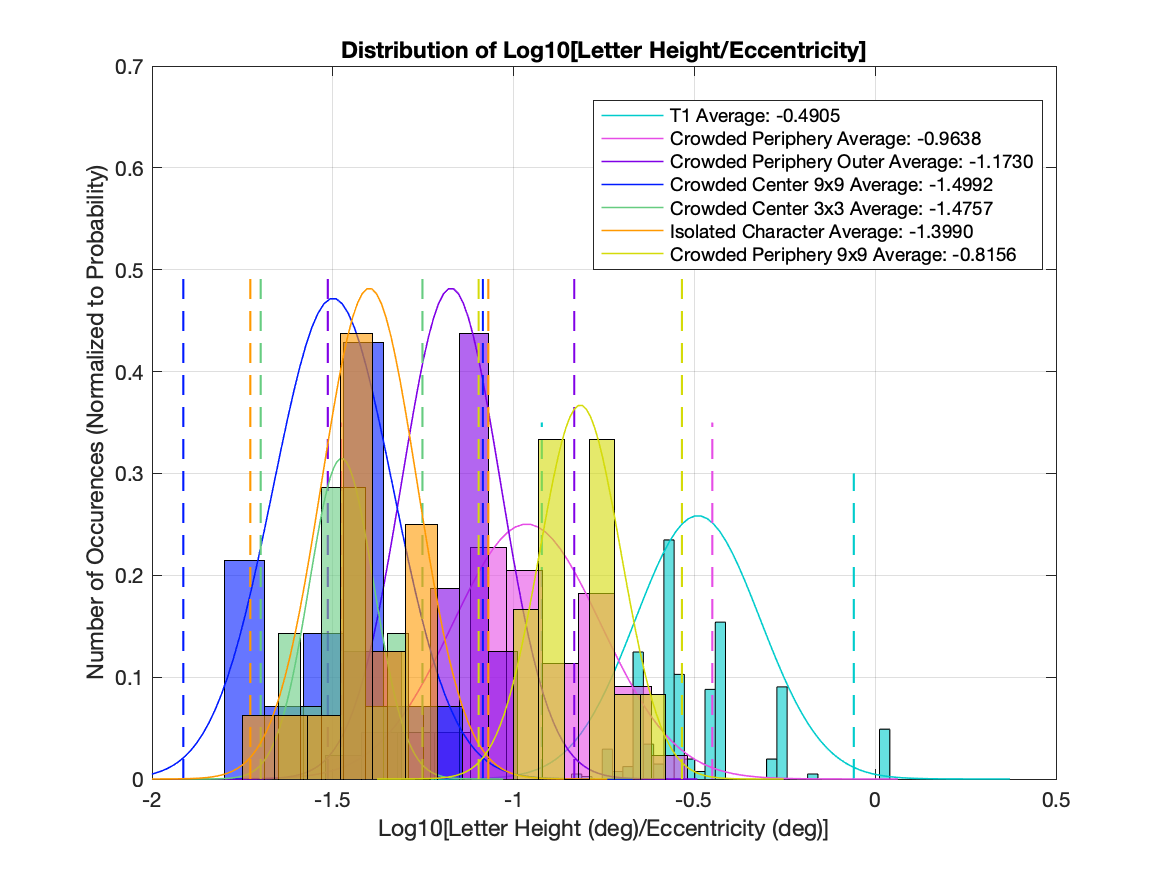 Distribution of Log10[Letter Height/Eccentricity]
0.7
0.6
0.5
0.4
0.3
0.2
0.1
0
Number of Occurences (Normalized to Probability)
T1 Average: -0.4905
Crowded Periphery Average: -0.9638
Crowded Periphery Outer Average: -1.1730
Crowded Center 9x9 Average: -1.4992
Crowded Center 3x3 Average: -1.4757
Isolated Character Average: -1.3990
Crowded Periphery 9x9 Average: -0.8156
-2
-1.5
-1
-0.5
0
0.5
Log10[Letter Height (deg)/Eccentricity (deg)]